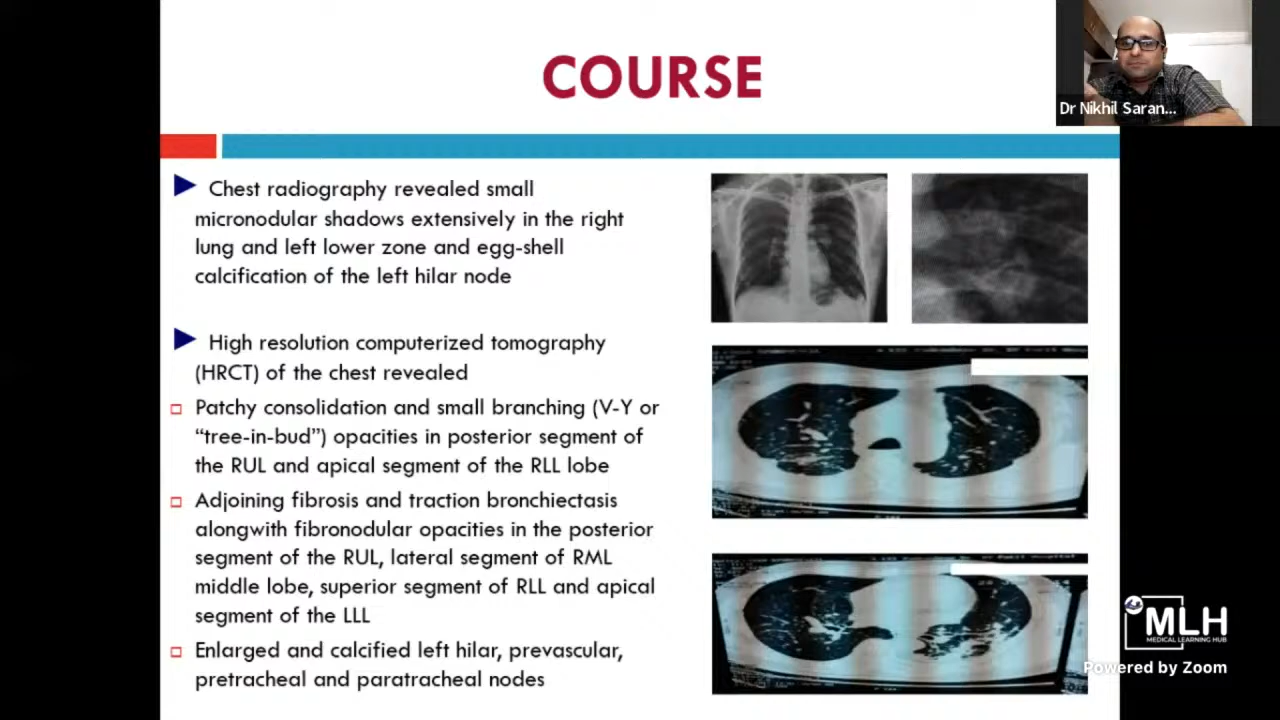 COURSE
Dr Nikhil Saran...
Chest radiography revealed small
micronodular shadows extensively in the right
lung and left lower zone and egg-shell
calcification of the left hilar node
High resolution computerized tomography
(HRCT) of the chest revealed
Patchy consolidation and small branching (V-Y or
“tree-in-bud”) opacities in posterior segment of
the RUL and apical segment of the RLL lobe
Adjoining fibrosis and traction bronchiectasis
alongwith fibronodular opacities in the posterior
segment of the RUL, lateral segment of RML
middle lobe, superior segment of RLL and apical
segment of the LLL
Enlarged and calcified left hilar, prevascular,
pretracheal and paratracheal nodes
MLH
MEDICAL LEARNING HUB
Powered by Zoom